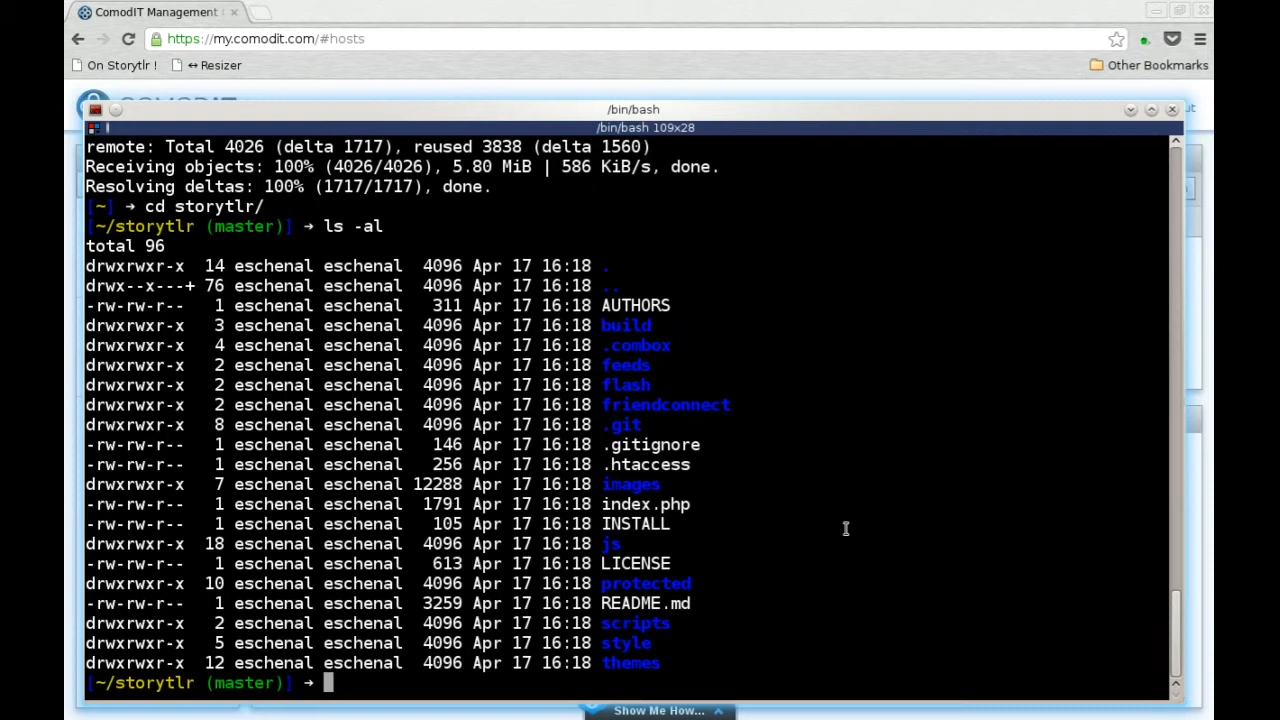 ComodIT Management
https://my.comodit.com/#hosts
On Storytlr !
↔ Resizer
Other Bookmarks
/bin/bash
/bin/bash 109x28
remote: Total 4026 (delta 1717), reused 3838 (delta 1560)
Receiving objects: 100% (4026/4026), 5.80 MiB | 586 KiB/s, done.
Resolving deltas: 100% (1717/1717), done.
[~] → cd storytlr/
[~/storytlr (master)] → ls -al
total 96
drwxrwxr-x 14 eschenal eschenal 4096 Apr 17 16:18 .
drwx--x---+ 76 eschenal eschenal 4096 Apr 17 16:18 ..
-rw-rw-r-- 1 eschenal eschenal 311 Apr 17 16:18 AUTHORS
drwxrwxr-x 3 eschenal eschenal 4096 Apr 17 16:18 build
drwxrwxr-x 4 eschenal eschenal 4096 Apr 17 16:18 .combox
drwxrwxr-x 2 eschenal eschenal 4096 Apr 17 16:18 feeds
drwxrwxr-x 2 eschenal eschenal 4096 Apr 17 16:18 flash
drwxrwxr-x 2 eschenal eschenal 4096 Apr 17 16:18 friendconnect
drwxrwxr-x 8 eschenal eschenal 4096 Apr 17 16:18 .git
-rw-rw-r-- 1 eschenal eschenal 146 Apr 17 16:18 .gitignore
-rw-rw-r-- 1 eschenal eschenal 256 Apr 17 16:18 .htaccess
drwxrwxr-x 7 eschenal eschenal 12288 Apr 17 16:18 images
-rw-rw-r-- 1 eschenal eschenal 1791 Apr 17 16:18 index.php
-rw-rw-r-- 1 eschenal eschenal 105 Apr 17 16:18 INSTALL
drwxrwxr-x 18 eschenal eschenal 4096 Apr 17 16:18 js
-rw-rw-r-- 1 eschenal eschenal 613 Apr 17 16:18 LICENSE
drwxrwxr-x 10 eschenal eschenal 4096 Apr 17 16:18 protected
-rw-rw-r-- 1 eschenal eschenal 3259 Apr 17 16:18 README.md
drwxrwxr-x 2 eschenal eschenal 4096 Apr 17 16:18 scripts
drwxrwxr-x 5 eschenal eschenal 4096 Apr 17 16:18 style
drwxrwxr-x 12 eschenal eschenal 4096 Apr 17 16:18 themes
[~/storytlr (master)] →
Show Me How...